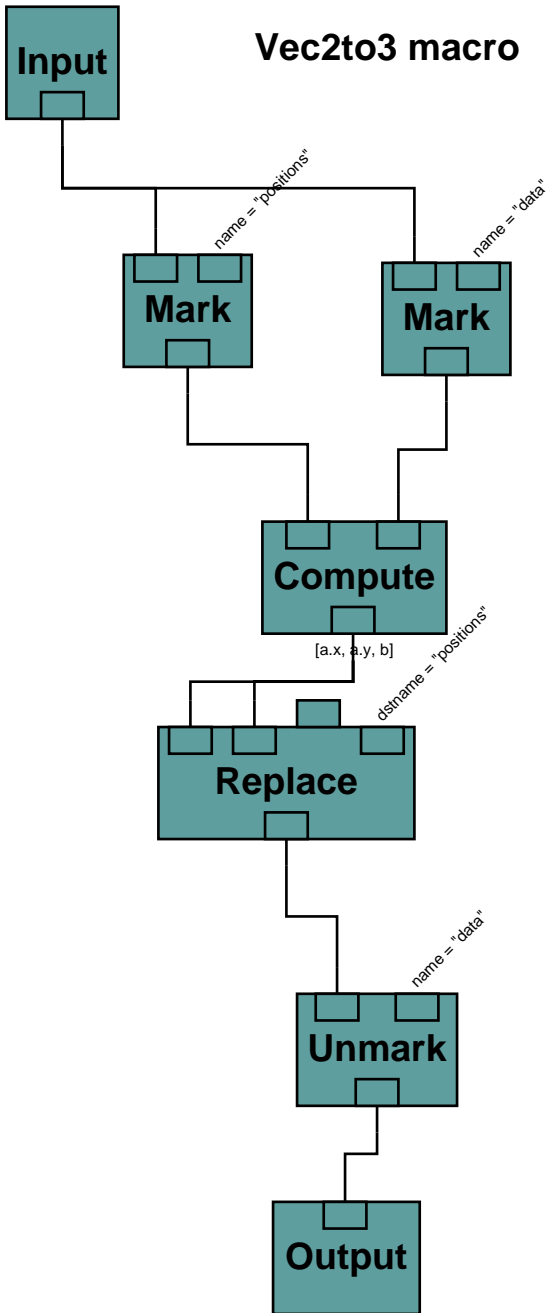 Vec2to3 macro
Input
name = "positions"
name = "data"
Mark
Mark
Compute
[a.x, a.y, b]
dstname = "positions"
Replace
name = "data"
Unmark
Output